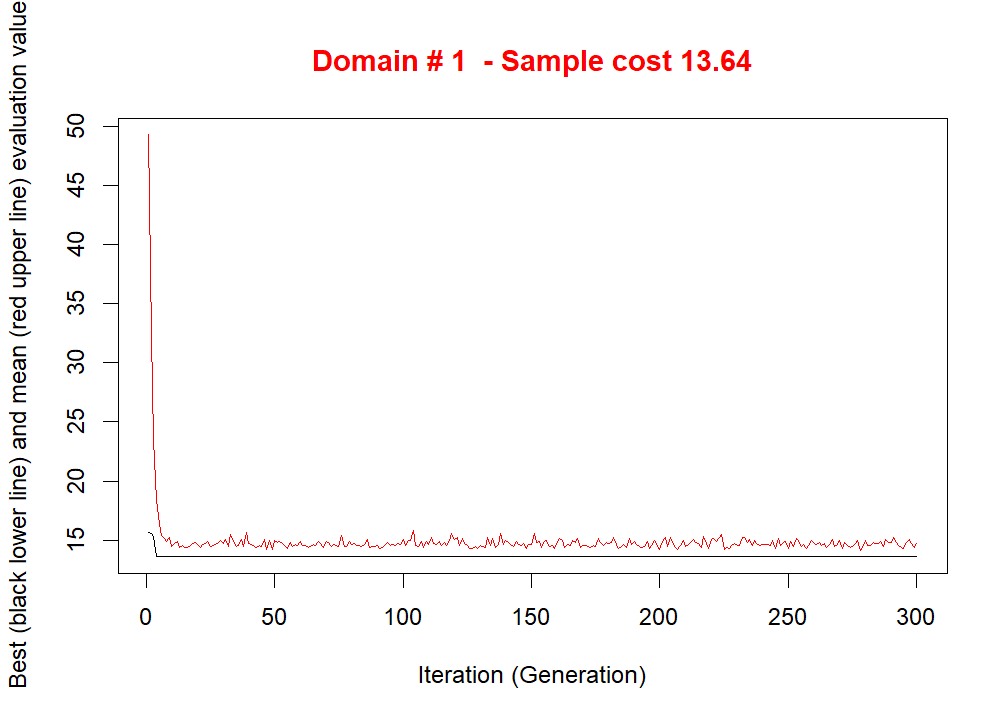 Domain # 1  - Sample cost 13.64
Best (black lower line) and mean (red upper line) evaluation value
50
45
40
35
30
25
20
15
0 50 100 150 200 250 300
Iteration (Generation)